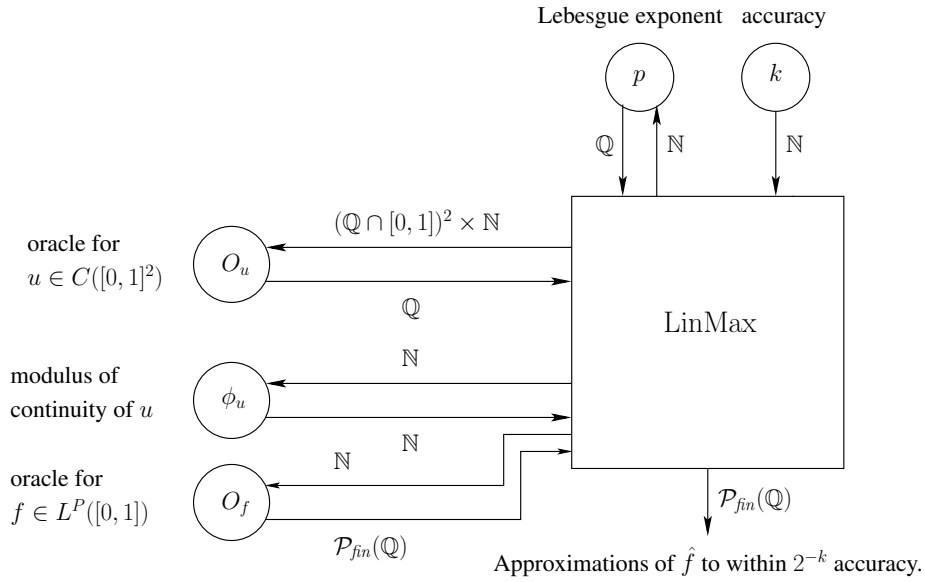 Lebesgue exponent accuracy
p k
ℚ ℕ ℕ
oracle for
u ∈ C([0, 1]²)
O_u
(ℚ ∩ [0, 1])² × ℕ
ℚ
LinMax
modulus of
continuity of u
ϕ_u
ℕ
ℕ
oracle for
f ∈ L^P([0, 1])
O_f
ℕ
𝒫_fin(ℚ)
𝒫_fin(ℚ)
Approximations of f̂ to within 2^{-k} accuracy.